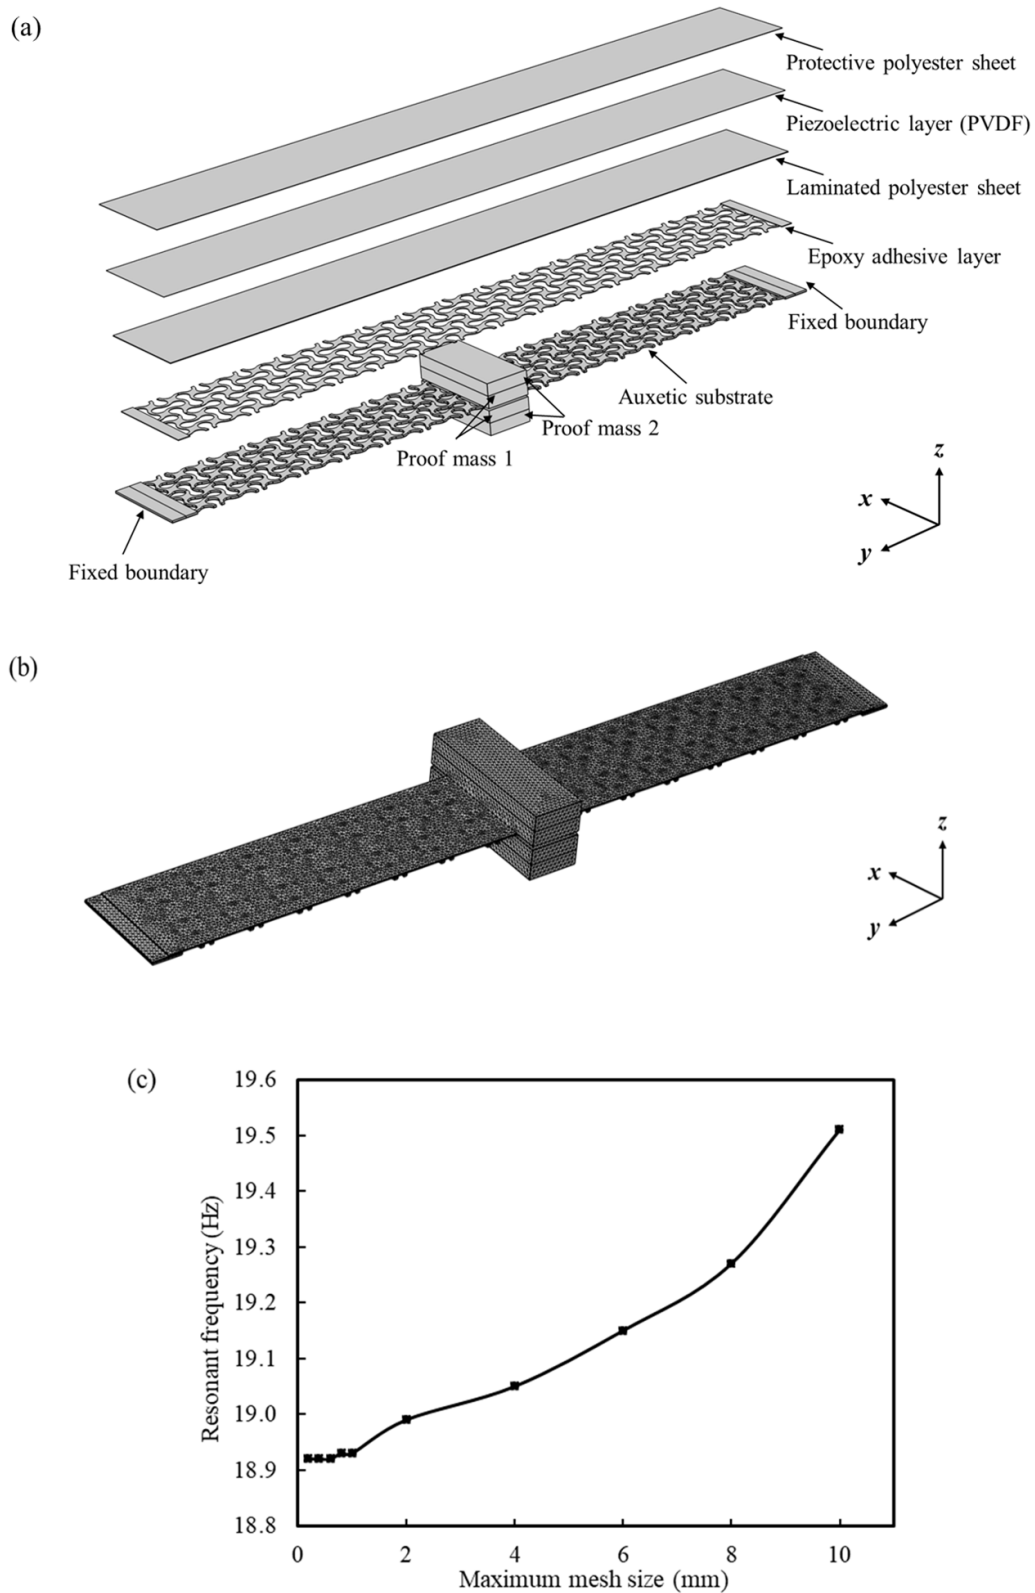 (a)
Protective polyester sheet
Piezoelectric layer (PVDF)
Laminated polyester sheet
Epoxy adhesive layer
Fixed boundary
Auxetic substrate
Proof mass 2
Proof mass 1
Fixed boundary
z
x
y
(b)
z
x
y
(c)
19.6
19.5
19.4
19.3
19.2
19.1
19.0
18.9
18.8
Resonant frequency (Hz)
0 2 4 6 8 10
Maximum mesh size (mm)